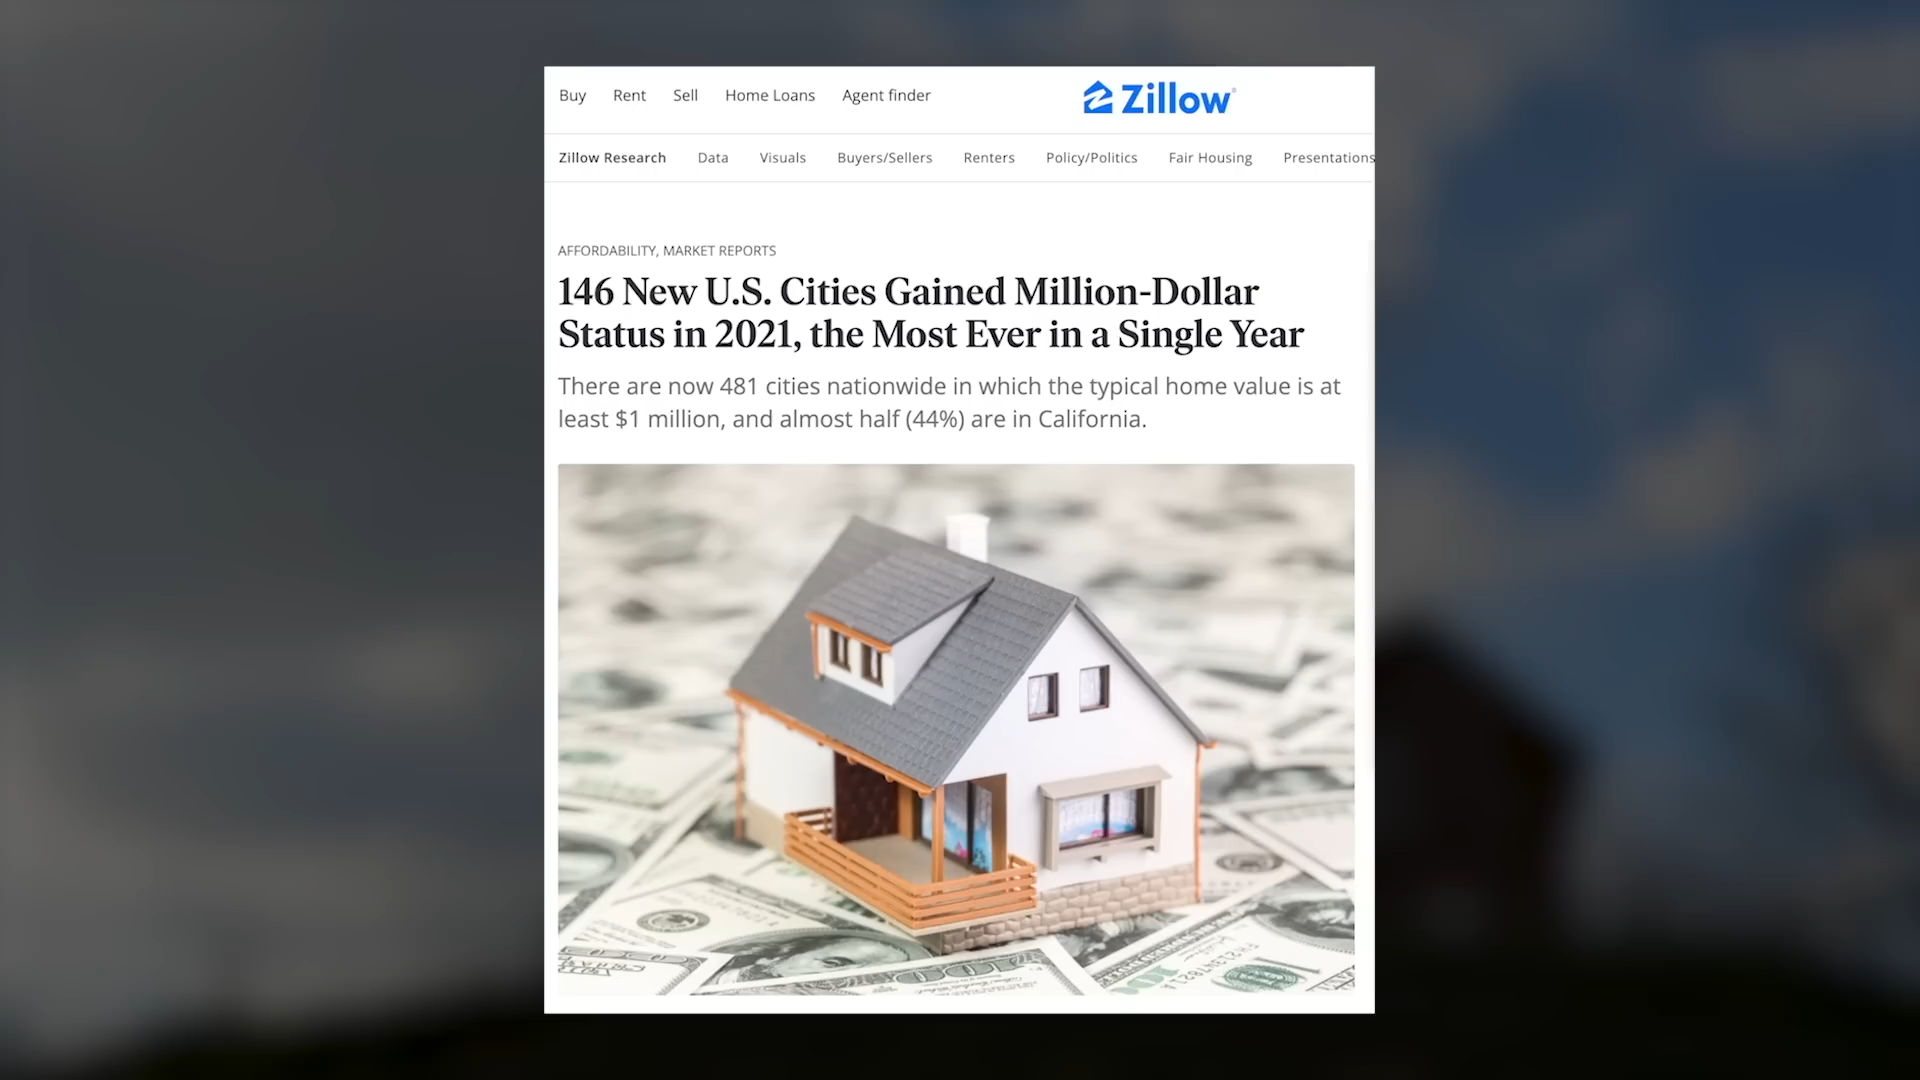 Buy Rent Sell Home Loans Agent finder Zillow
Zillow Research Data Visuals Buyers/Sellers Renters Policy/Politics Fair Housing Presentations
AFFORDABILITY, MARKET REPORTS
146 New U.S. Cities Gained Million-Dollar
Status in 2021, the Most Ever in a Single Year
There are now 481 cities nationwide in which the typical home value is at
least $1 million, and almost half (44%) are in California.
100